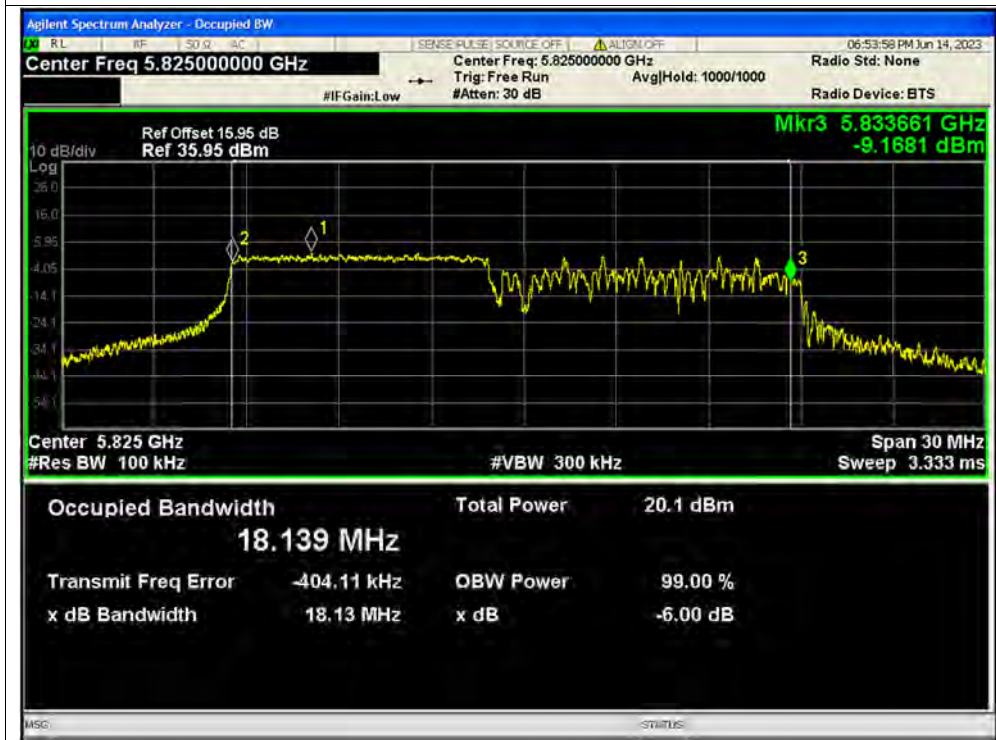 Agilent Spectrum Analyzer - Occupied BW
RL RF 50 Ω AC SENSE:PULSE SOURCE OFF ALIGN OFF 06:53:58 PM Jun 14, 2023
Center Freq 5.825000000 GHz
Center Freq: 5.825000000 GHz Radio Std: None
Trig: Free Run Avg|Hold: 1000/1000
#IFGain:Low #Atten: 30 dB Radio Device: BTS
Mkr3 5.833661 GHz
-9.1681 dBm
Ref Offset 15.95 dB
10 dB/div Ref 35.95 dBm
Log
26.0
16.0
5.95
-4.05
-14.1
-24.1
-34.1
-44.1
-54.1
1
2
3
Center 5.825 GHz Span 30 MHz
#Res BW 100 kHz #VBW 300 kHz Sweep 3.333 ms
Occupied Bandwidth Total Power 20.1 dBm
18.139 MHz
Transmit Freq Error -404.11 kHz OBW Power 99.00 %
x dB Bandwidth 18.13 MHz x dB -6.00 dB
MSG STATUS